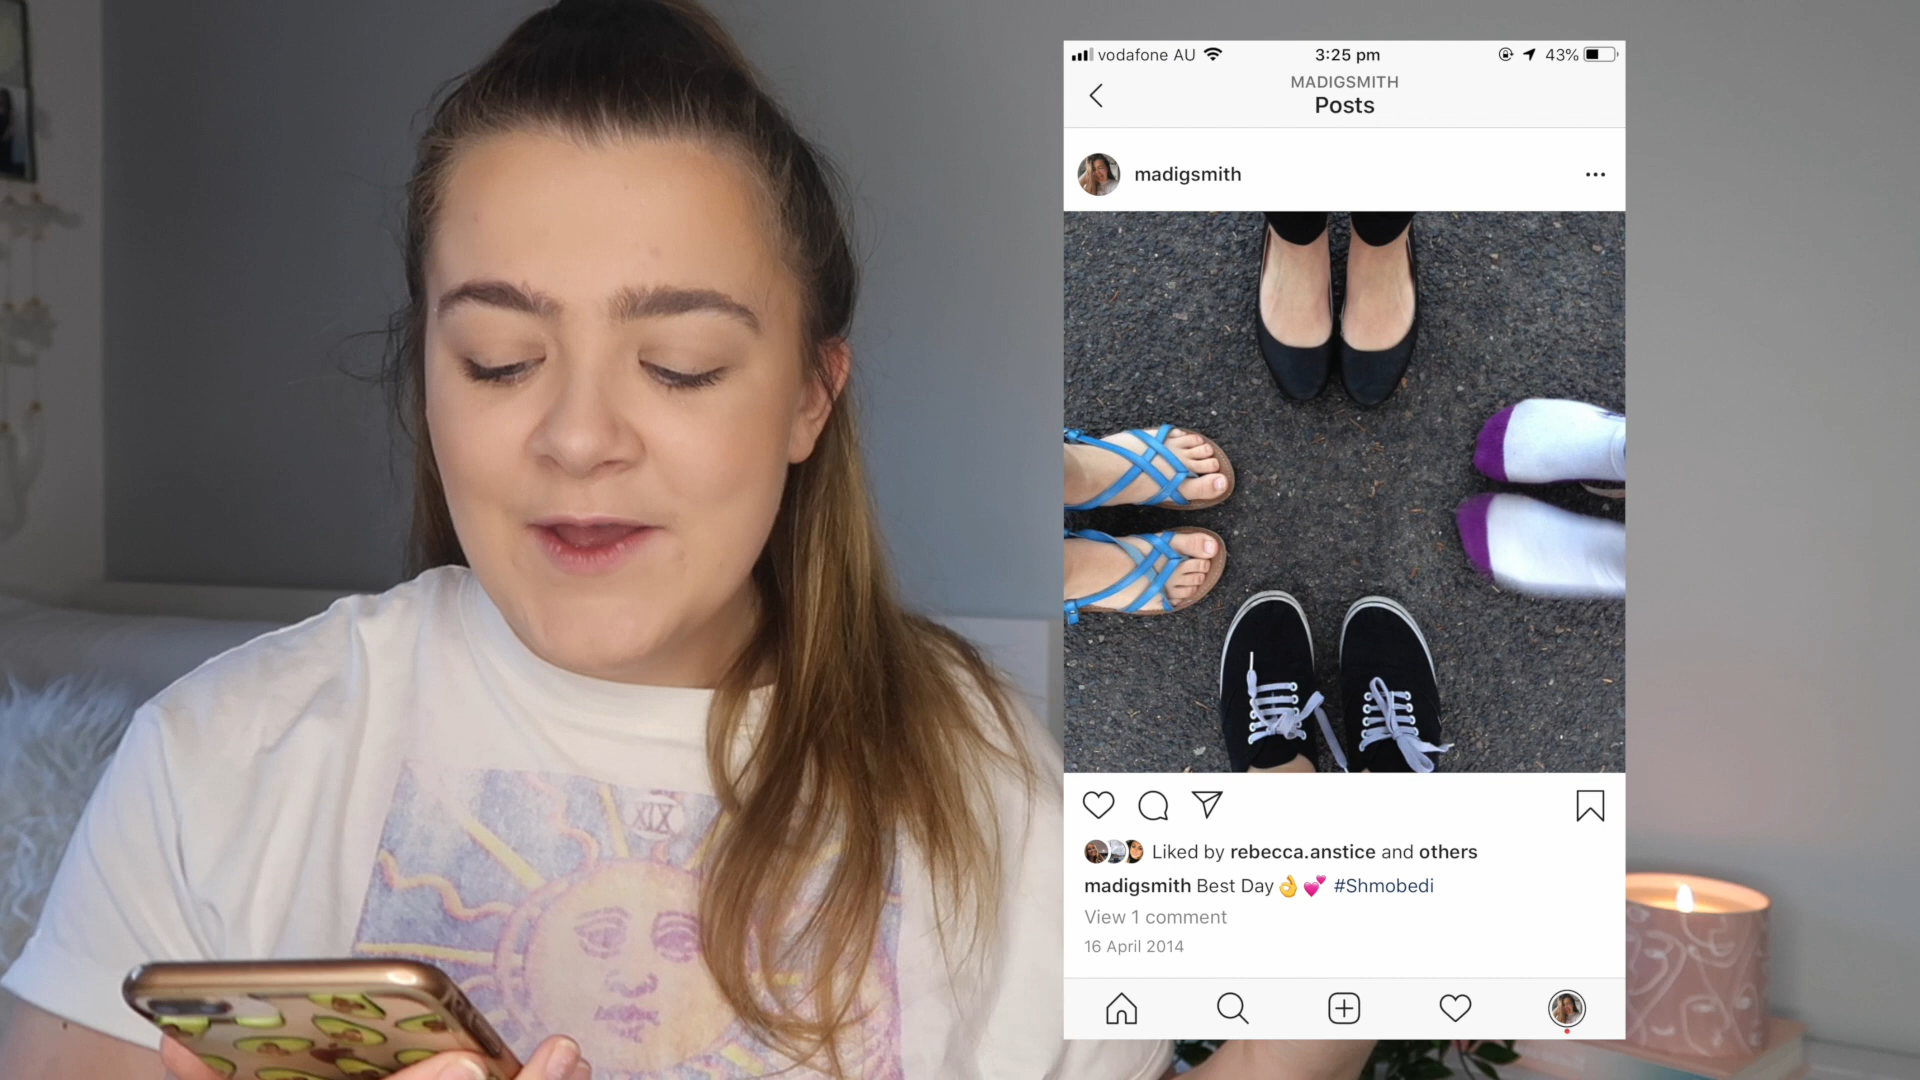 vodafone AU 3:25 pm 43%
MADIGSMITH
Posts
madigsmith
XIX
Liked by rebecca.anstice and others
madigsmith Best Day👌💕 #Shmobedi
View 1 comment
16 April 2014